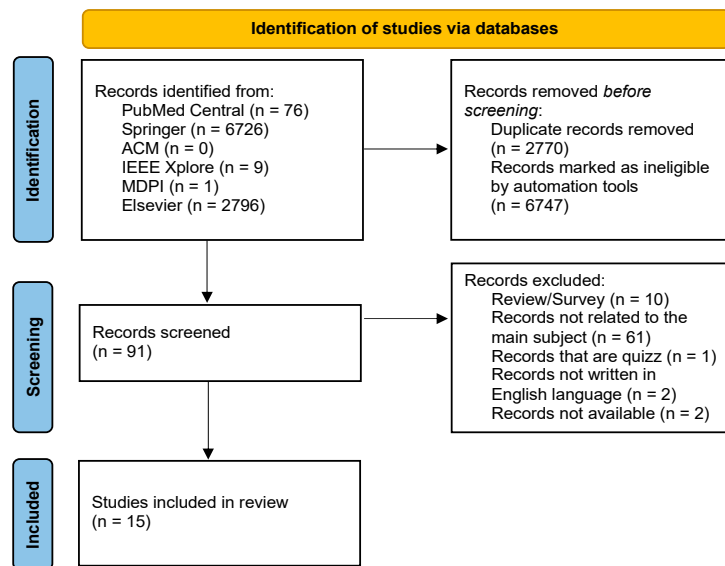 Identification of studies via databases
Identification
Records identified from:
PubMed Central (n = 76)
Springer (n = 6726)
ACM (n = 0)
IEEE Xplore (n = 9)
MDPI (n = 1)
Elsevier (n = 2796)
Records removed before
screening:
Duplicate records removed
(n = 2770)
Records marked as ineligible
by automation tools
(n = 6747)
Screening
Records screened
(n = 91)
Records excluded:
Review/Survey (n = 10)
Records not related to the
main subject (n = 61)
Records that are quizz (n = 1)
Records not written in
English language (n = 2)
Records not available (n = 2)
Included
Studies included in review
(n = 15)